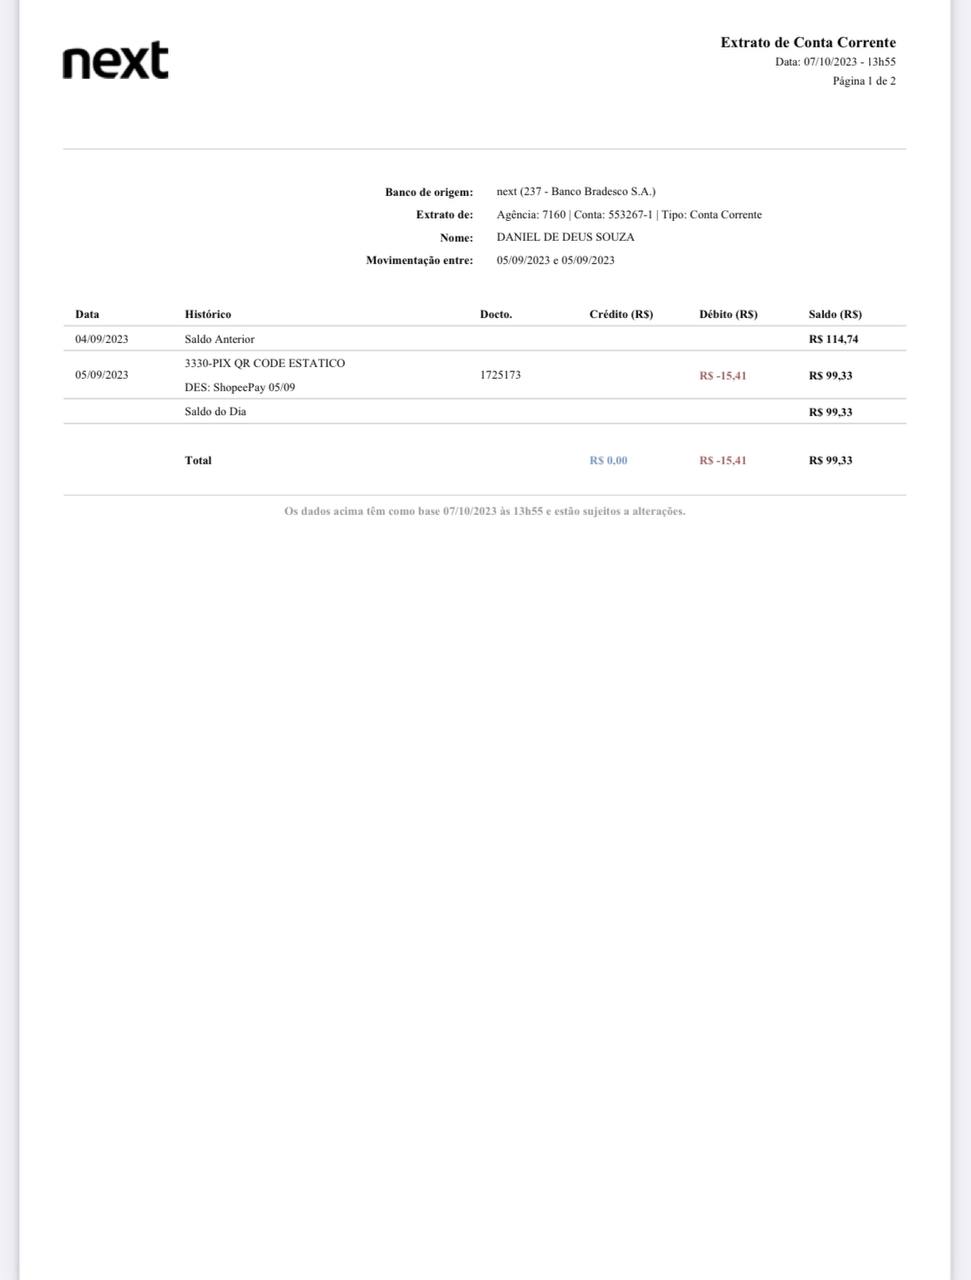 next
Extrato de Conta Corrente
Data: 07/10/2023 - 13h55
Página 1 de 2
Banco de origem: next (237 - Banco Bradesco S.A.)
Extrato de: Agência: 7160 | Conta: 553267-1 | Tipo: Conta Corrente
Nome: DANIEL DE DEUS SOUZA
Movimentação entre: 05/09/2023 e 05/09/2023
Data Histórico Docto. Crédito (R$) Débito (R$) Saldo (R$)
04/09/2023 Saldo Anterior R$ 114,74
05/09/2023 3330-PIX QR CODE ESTATICO 1725173 R$ -15,41 R$ 99,33
DES: ShopeePay 05/09
Saldo do Dia R$ 99,33
Total R$ 0,00 R$ -15,41 R$ 99,33
Os dados acima têm como base 07/10/2023 às 13h55 e estão sujeitos a alterações.